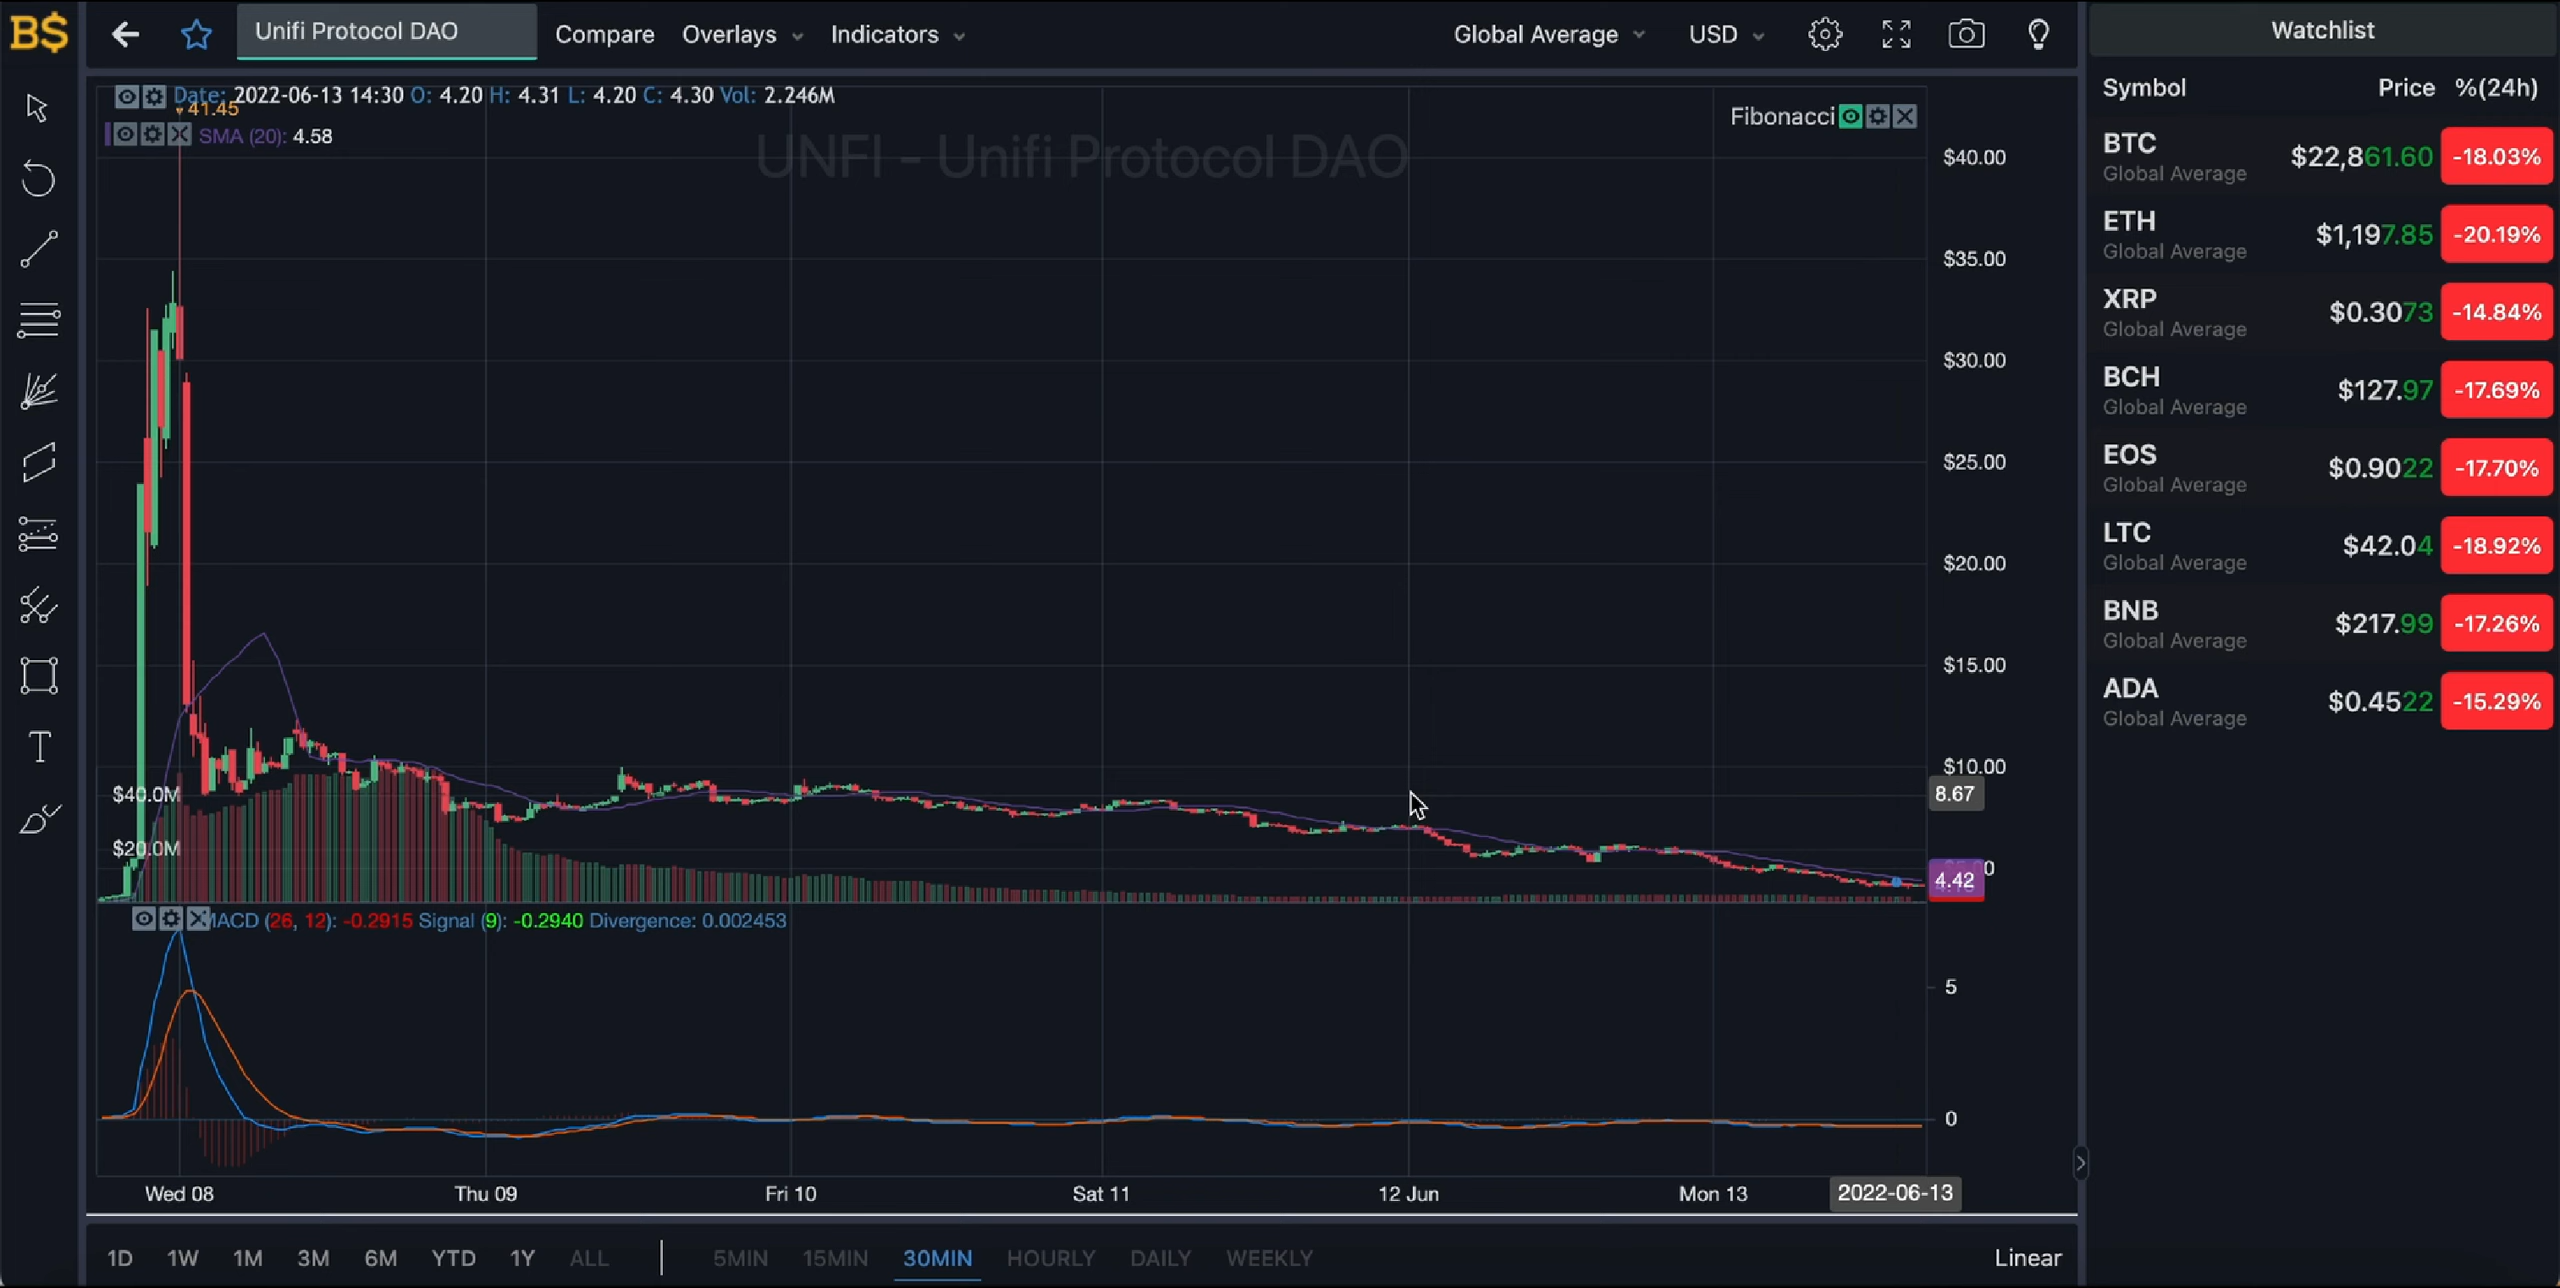 B$
Unifi Protocol DAO
Compare
Overlays
Indicators
Global Average
USD
Date: 2022-06-13 14:30 O: 4.20 H: 4.31 L: 4.20 C: 4.30 Vol: 2.246M
41.45
SMA (20): 4.58
UNFI - Unifi Protocol DAO
Fibonacci
$40.00
$35.00
$30.00
$25.00
$20.00
$15.00
$10.00
8.67
4.42
$40.0M
$20.0M
MACD (26, 12): -0.2915 Signal (9): -0.2940 Divergence: 0.002453
5
0
Wed 08
Thu 09
Fri 10
Sat 11
12 Jun
Mon 13
2022-06-13
1D 1W 1M 3M 6M YTD 1Y ALL
5MIN 15MIN 30MIN HOURLY DAILY WEEKLY
Linear
Watchlist
Symbol Price %(24h)
BTC $22,861.60 -18.03%
Global Average
ETH $1,197.85 -20.19%
Global Average
XRP $0.3073 -14.84%
Global Average
BCH $127.97 -17.69%
Global Average
EOS $0.9022 -17.70%
Global Average
LTC $42.04 -18.92%
Global Average
BNB $217.99 -17.26%
Global Average
ADA $0.4522 -15.29%
Global Average